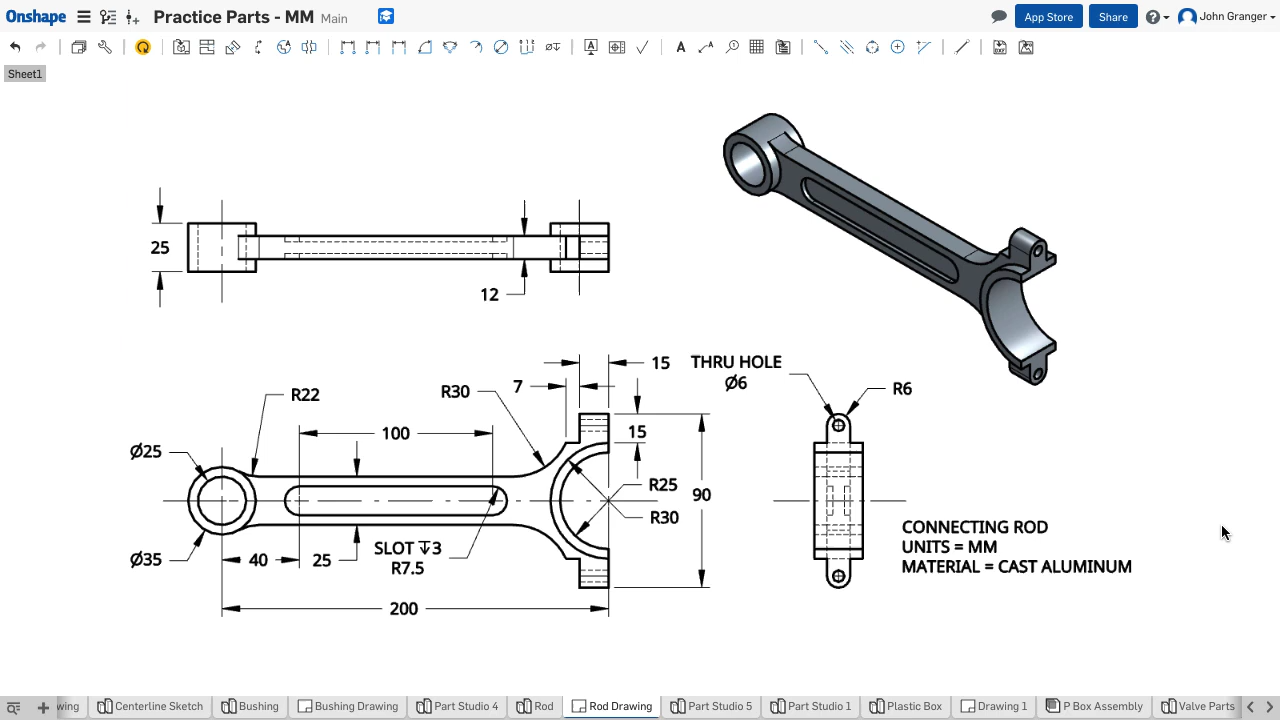 Onshape
Practice Parts - MM Main
App Store
Share
John Granger
Sheet1
25
12
15
THRU HOLE
Ø6
7
R30
R6
R22
100
15
Ø25
R25
90
R30
CONNECTING ROD
UNITS = MM
MATERIAL = CAST ALUMINUM
SLOT ↧3
R7.5
Ø35
40
25
200
wing
Centerline Sketch
Bushing
Bushing Drawing
Part Studio 4
Rod
Rod Drawing
Part Studio 5
Part Studio 1
Plastic Box
Drawing 1
P Box Assembly
Valve Parts